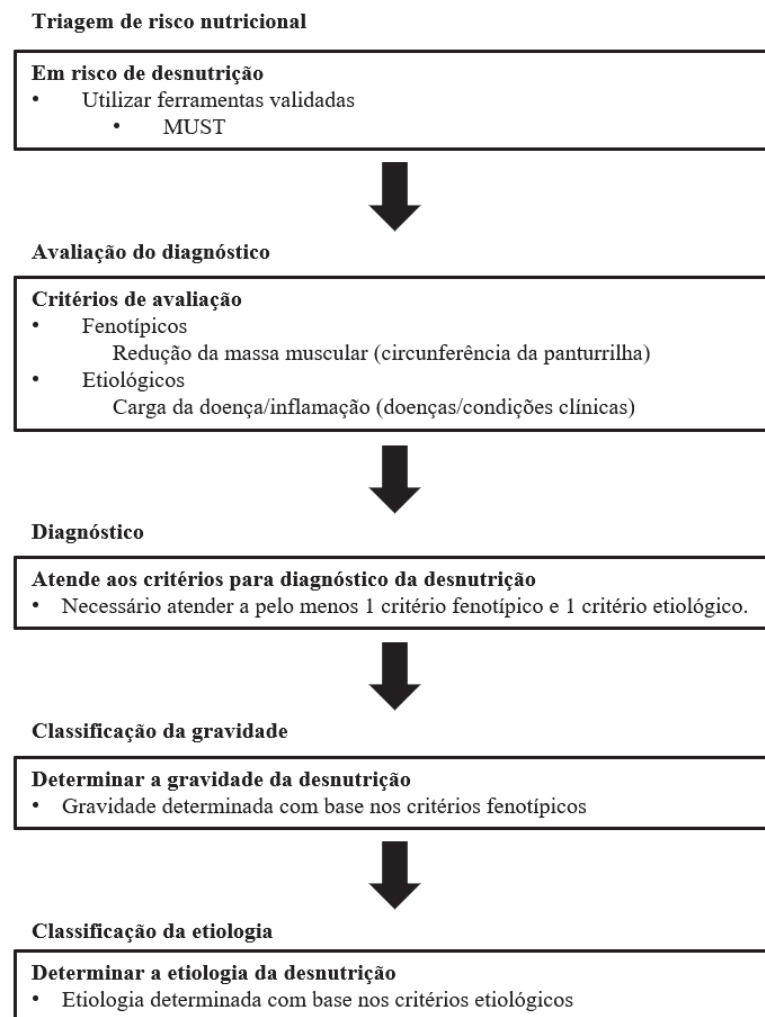 Triagem de risco nutricional
Em risco de desnutrição
• Utilizar ferramentas validadas
• MUST
Avaliação do diagnóstico
Critérios de avaliação
• Fenotípicos
Redução da massa muscular (circunferência da panturrilha)
• Etiológicos
Carga da doença/inflamação (doenças/condições clínicas)
Diagnóstico
Atende aos critérios para diagnóstico da desnutrição
• Necessário atender a pelo menos 1 critério fenotípico e 1 critério etiológico.
Classificação da gravidade
Determinar a gravidade da desnutrição
• Gravidade determinada com base nos critérios fenotípicos
Classificação da etiologia
Determinar a etiologia da desnutrição
• Etiologia determinada com base nos critérios etiológicos